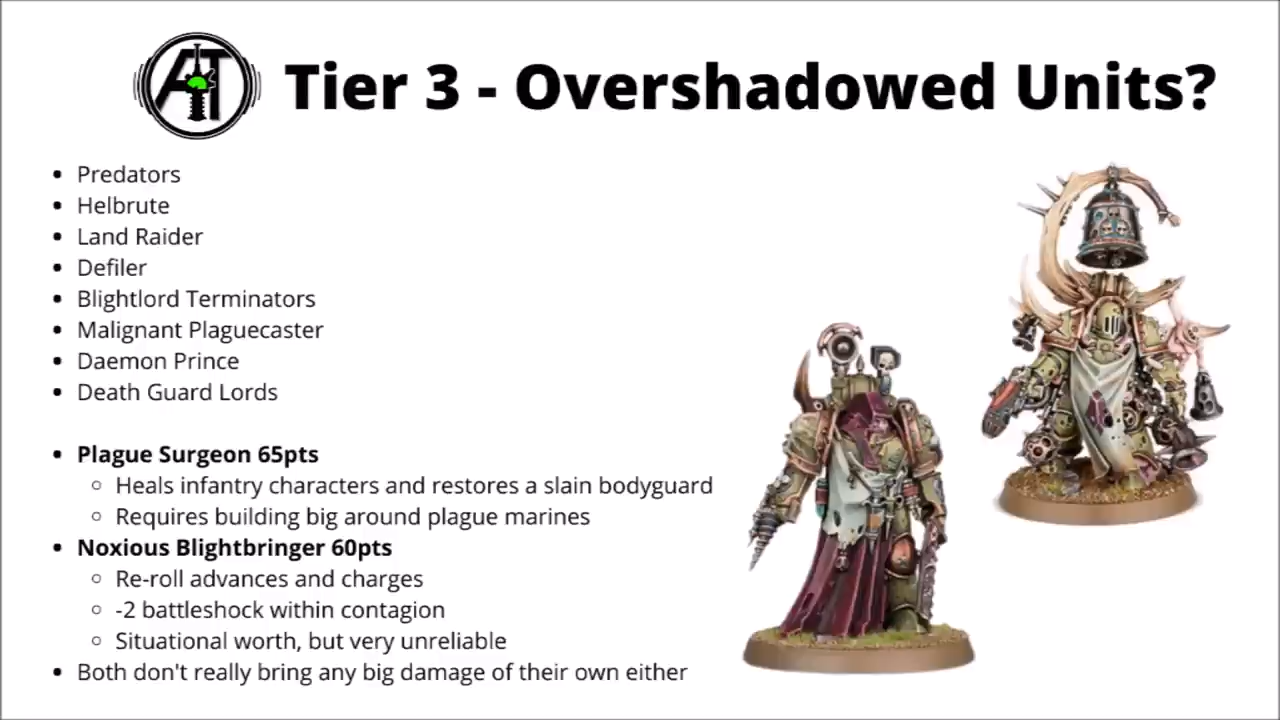 AT
Tier 3 - Overshadowed Units?
• Predators
• Helbrute
• Land Raider
• Defiler
• Blightlord Terminators
• Malignant Plaguecaster
• Daemon Prince
• Death Guard Lords
• Plague Surgeon 65pts
○ Heals infantry characters and restores a slain bodyguard
○ Requires building big around plague marines
• Noxious Blightbringer 60pts
○ Re-roll advances and charges
○ -2 battleshock within contagion
○ Situational worth, but very unreliable
• Both don't really bring any big damage of their own either